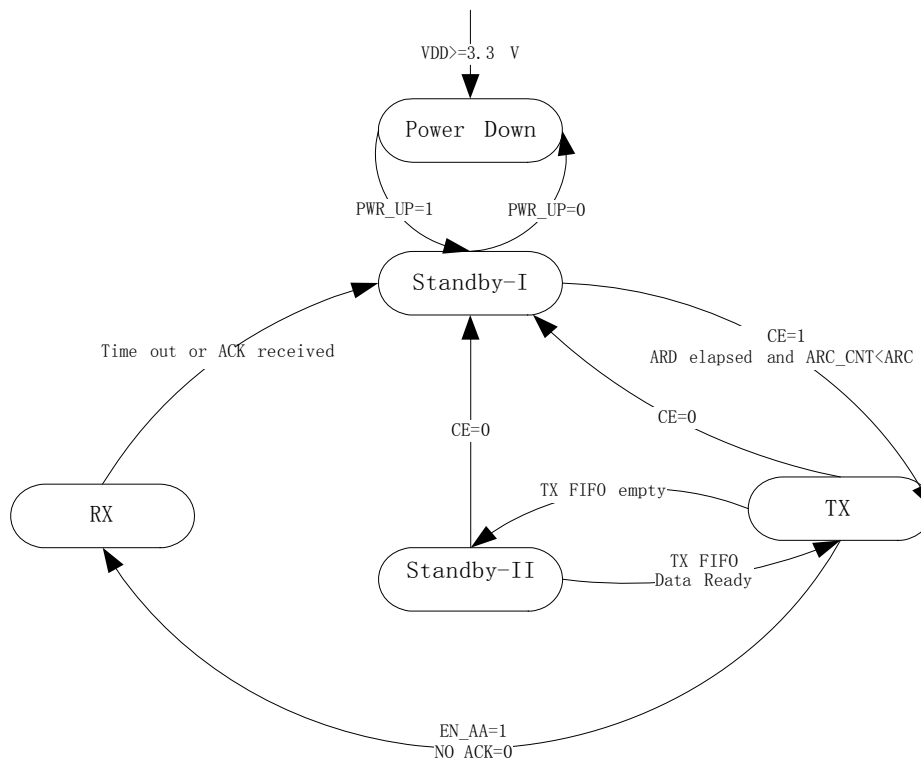 VDD>=3.3 V
Power Down
PWR_UP=1
PWR_UP=0
Standby-I
Time out or ACK received
CE=1
ARD elapsed and ARC_CNT<ARC
CE=0
CE=0
TX FIFO empty
RX
TX
Standby-II
TX FIFO
Data Ready
EN_AA=1
NO ACK=0